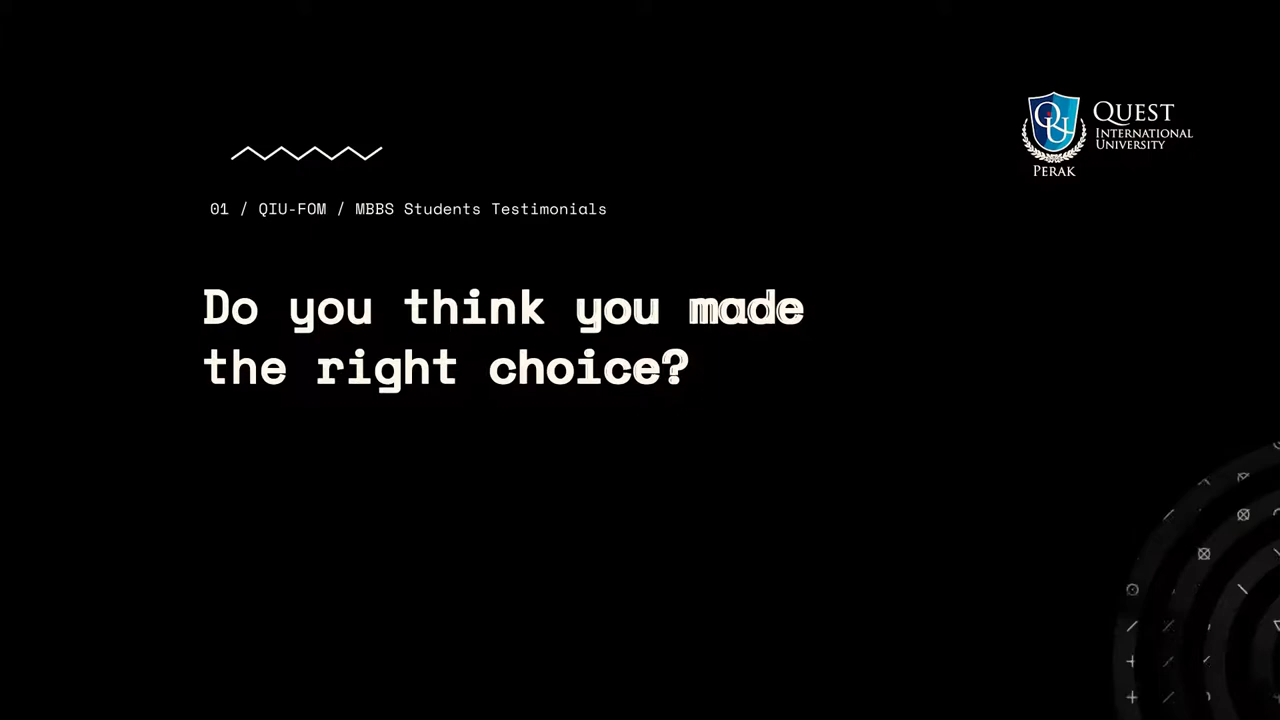 QUEST
INTERNATIONAL
UNIVERSITY
PERAK
01 / QIU-FOM / MBBS Students Testimonials
Do you think you made
the right choice?